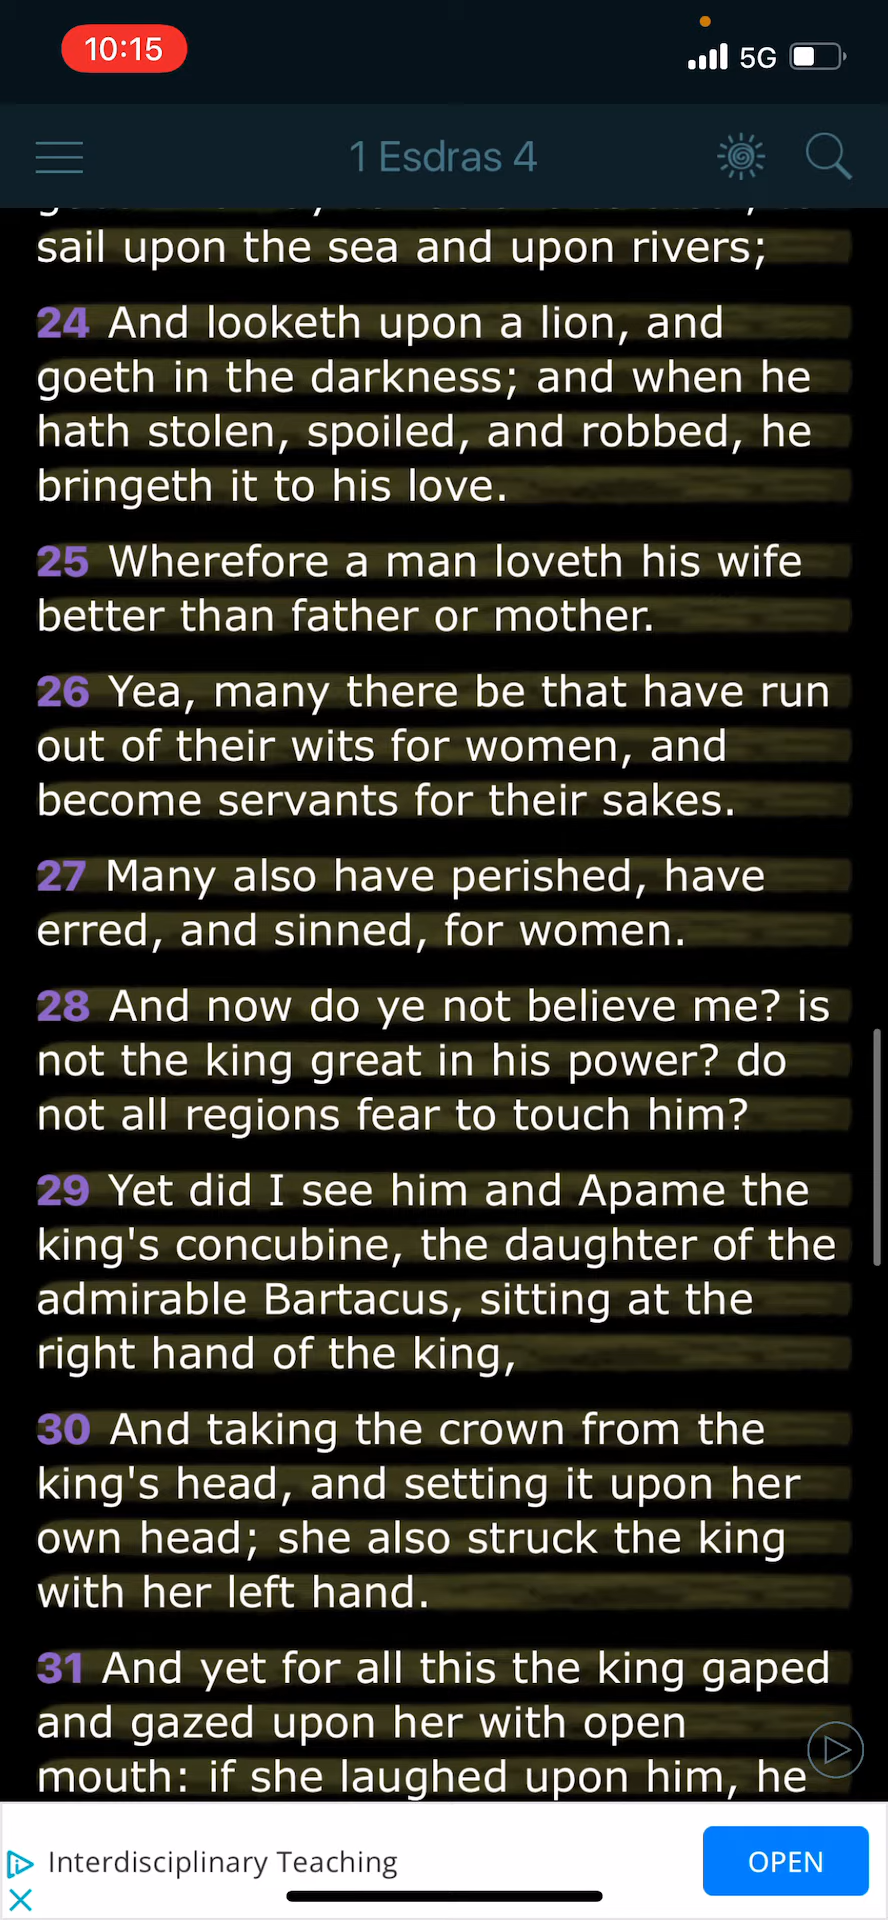 10:15
5G
1 Esdras 4
sail upon the sea and upon rivers;
24 And looketh upon a lion, and
goeth in the darkness; and when he
hath stolen, spoiled, and robbed, he
bringeth it to his love.
25 Wherefore a man loveth his wife
better than father or mother.
26 Yea, many there be that have run
out of their wits for women, and
become servants for their sakes.
27 Many also have perished, have
erred, and sinned, for women.
28 And now do ye not believe me? is
not the king great in his power? do
not all regions fear to touch him?
29 Yet did I see him and Apame the
king's concubine, the daughter of the
admirable Bartacus, sitting at the
right hand of the king,
30 And taking the crown from the
king's head, and setting it upon her
own head; she also struck the king
with her left hand.
31 And yet for all this the king gaped
and gazed upon her with open
mouth: if she laughed upon him, he
Interdisciplinary Teaching
OPEN